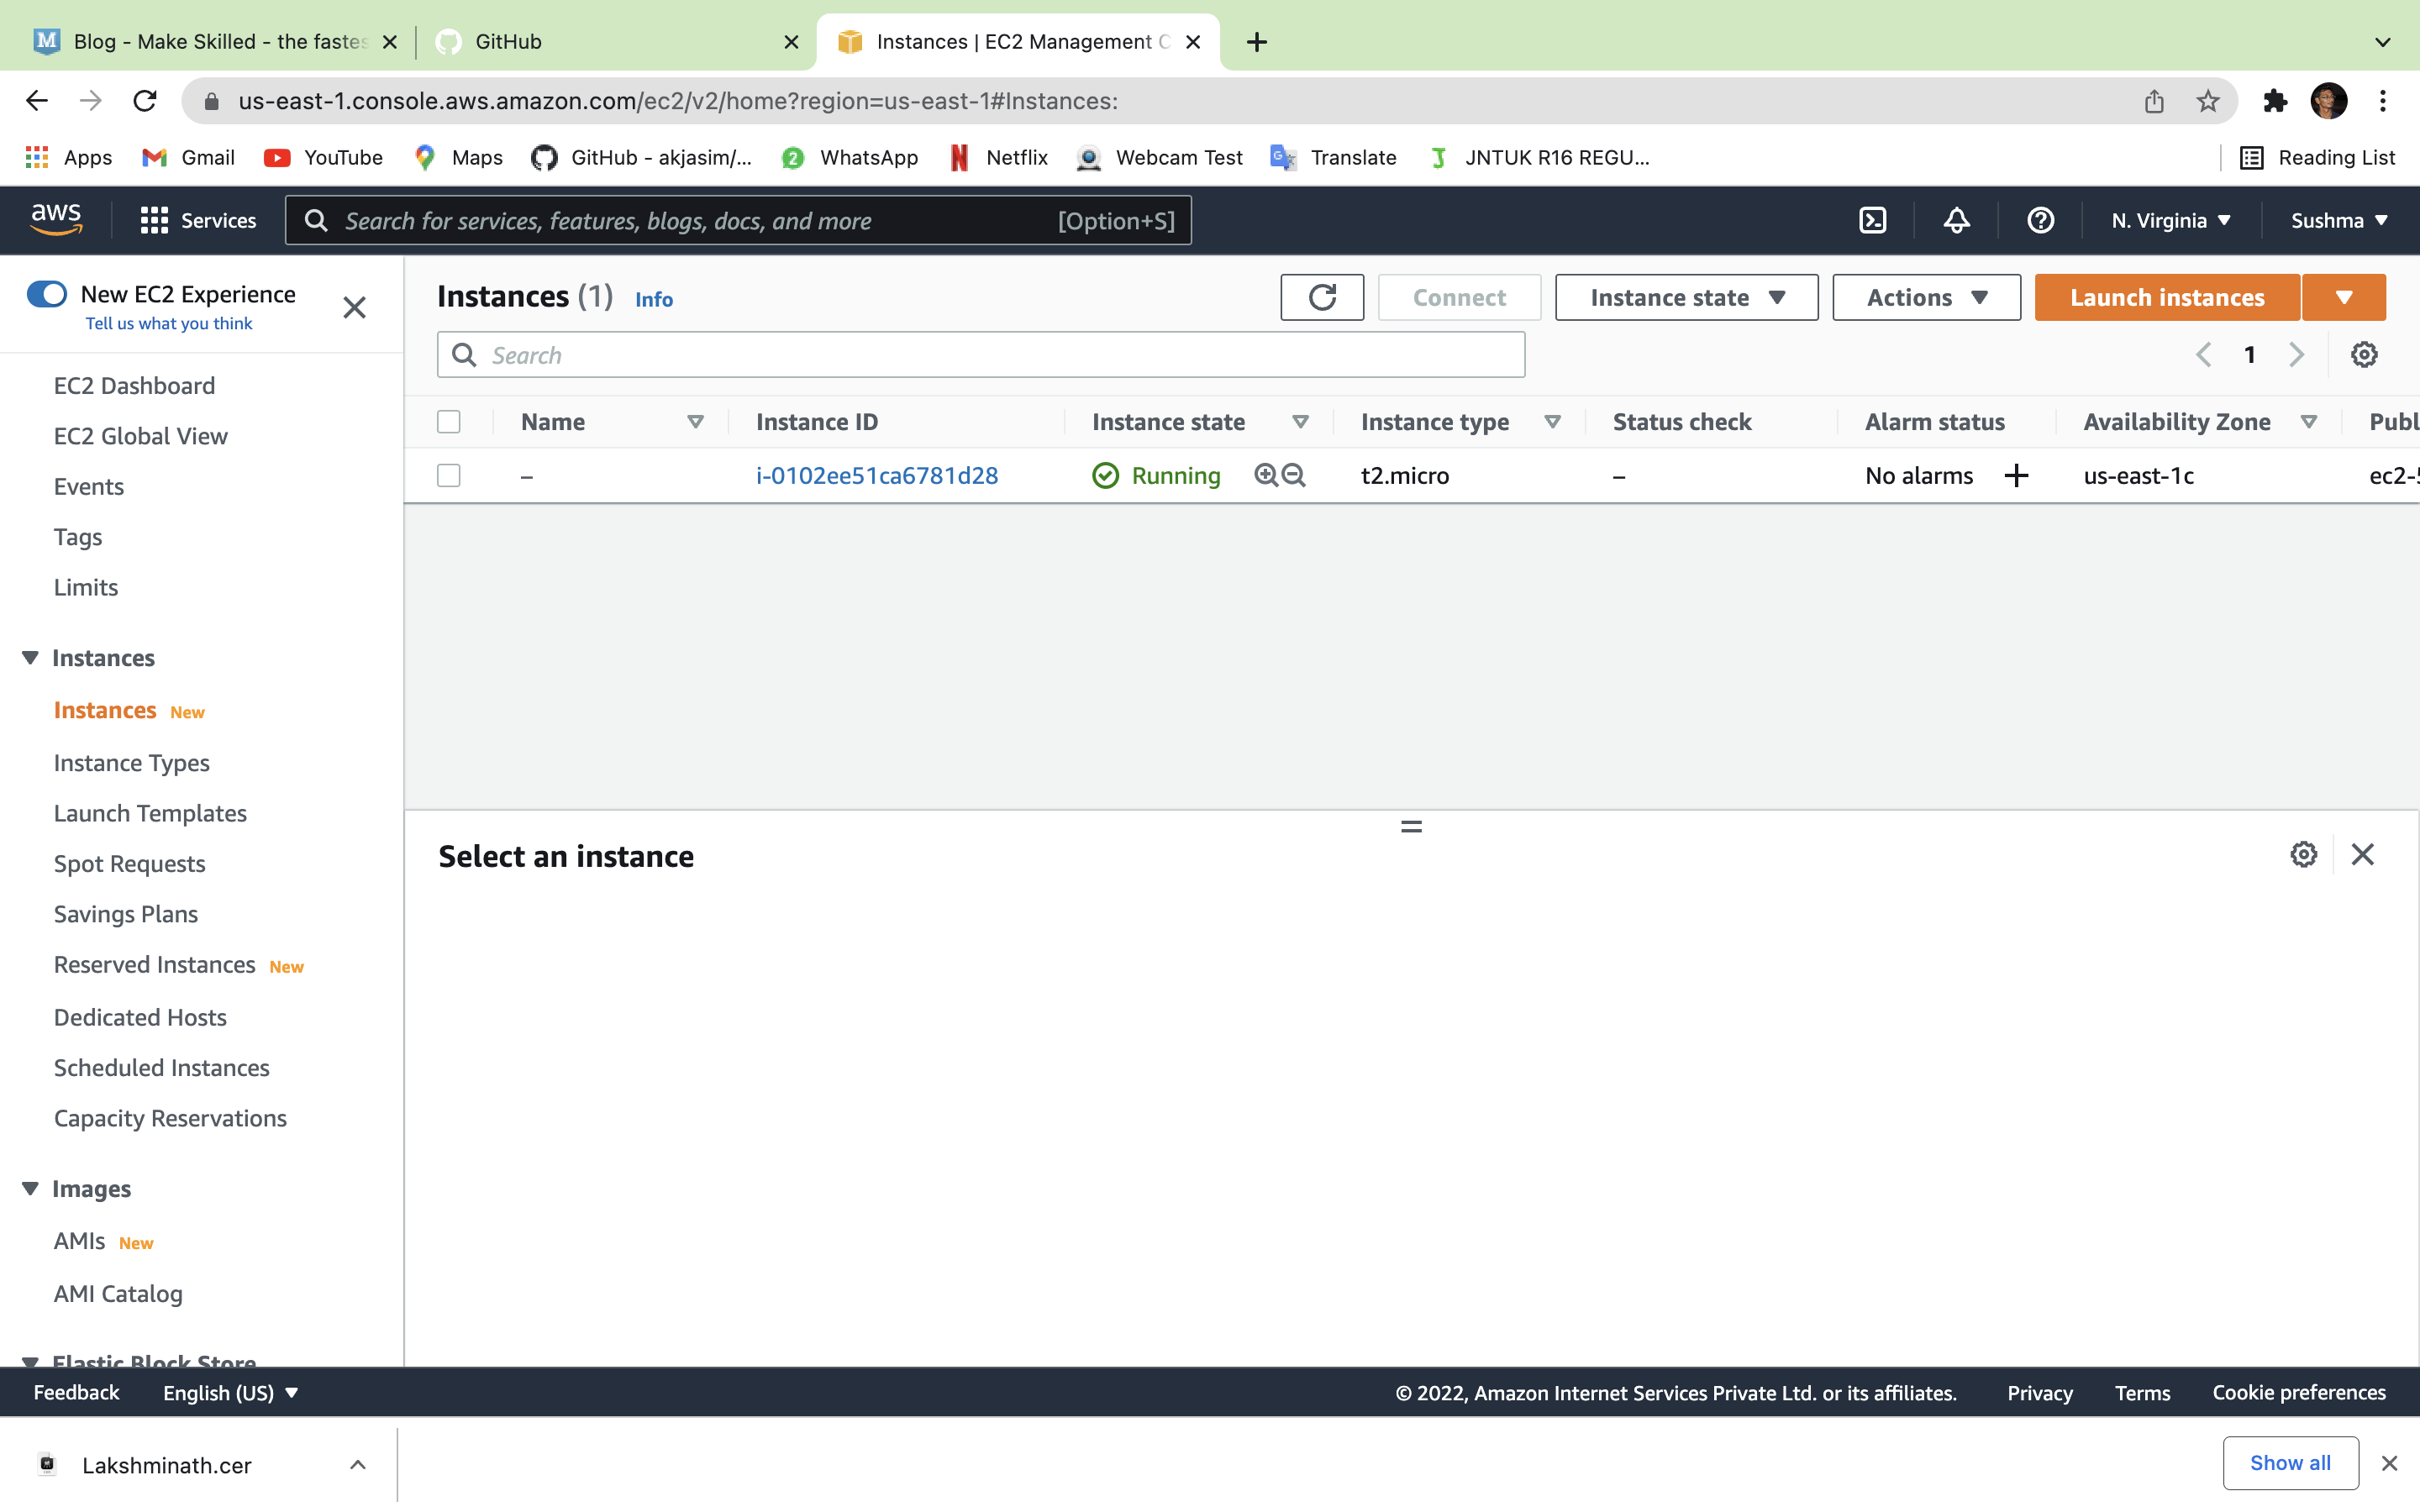 Blog - Make Skilled - the fastes
GitHub
Instances | EC2 Management C
us-east-1.console.aws.amazon.com/ec2/v2/home?region=us-east-1#Instances:
Apps
Gmail
YouTube
Maps
GitHub - akjasim/...
WhatsApp
Netflix
Webcam Test
Translate
JNTUK R16 REGU...
Reading List
aws
Services
Search for services, features, blogs, docs, and more
[Option+S]
N. Virginia
Sushma
New EC2 Experience
Tell us what you think
EC2 Dashboard
EC2 Global View
Events
Tags
Limits
Instances
Instances New
Instance Types
Launch Templates
Spot Requests
Savings Plans
Reserved Instances New
Dedicated Hosts
Scheduled Instances
Capacity Reservations
Images
AMIs New
AMI Catalog
Elastic Block Store
Instances (1) Info
Connect
Instance state
Actions
Launch instances
Search
1
Name
Instance ID
Instance state
Instance type
Status check
Alarm status
Availability Zone
Publ
–
i-0102ee51ca6781d28
Running
t2.micro
–
No alarms
us-east-1c
ec2-5
Select an instance
Feedback
English (US)
© 2022, Amazon Internet Services Private Ltd. or its affiliates.
Privacy
Terms
Cookie preferences
Lakshminath.cer
Show all